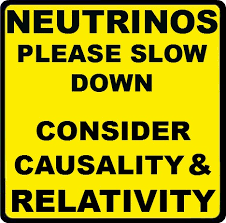 NEUTRINOS
PLEASE SLOW
DOWN
CONSIDER
CAUSALITY &
RELATIVITY